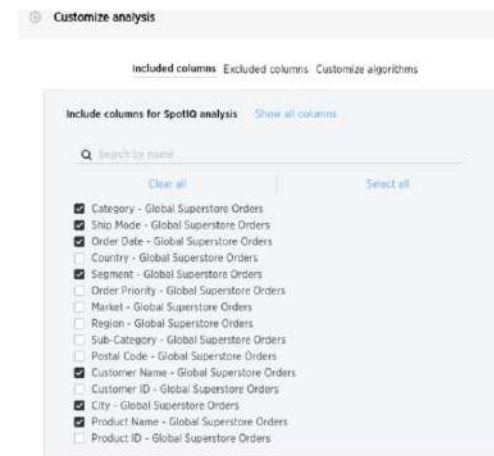 Customize analysis
Included columns Excluded columns Customize algorithms
Include columns for SpotIQ analysis Show all columns
Search by name
Clear all Select all
Category - Global Superstore Orders
Ship Mode - Global Superstore Orders
Order Date - Global Superstore Orders
Country - Global Superstore Orders
Segment - Global Superstore Orders
Order Priority - Global Superstore Orders
Market - Global Superstore Orders
Region - Global Superstore Orders
Sub-Category - Global Superstore Orders
Postal Code - Global Superstore Orders
Customer Name - Global Superstore Orders
Customer ID - Global Superstore Orders
City - Global Superstore Orders
Product Name - Global Superstore Orders
Product ID - Global Superstore Orders